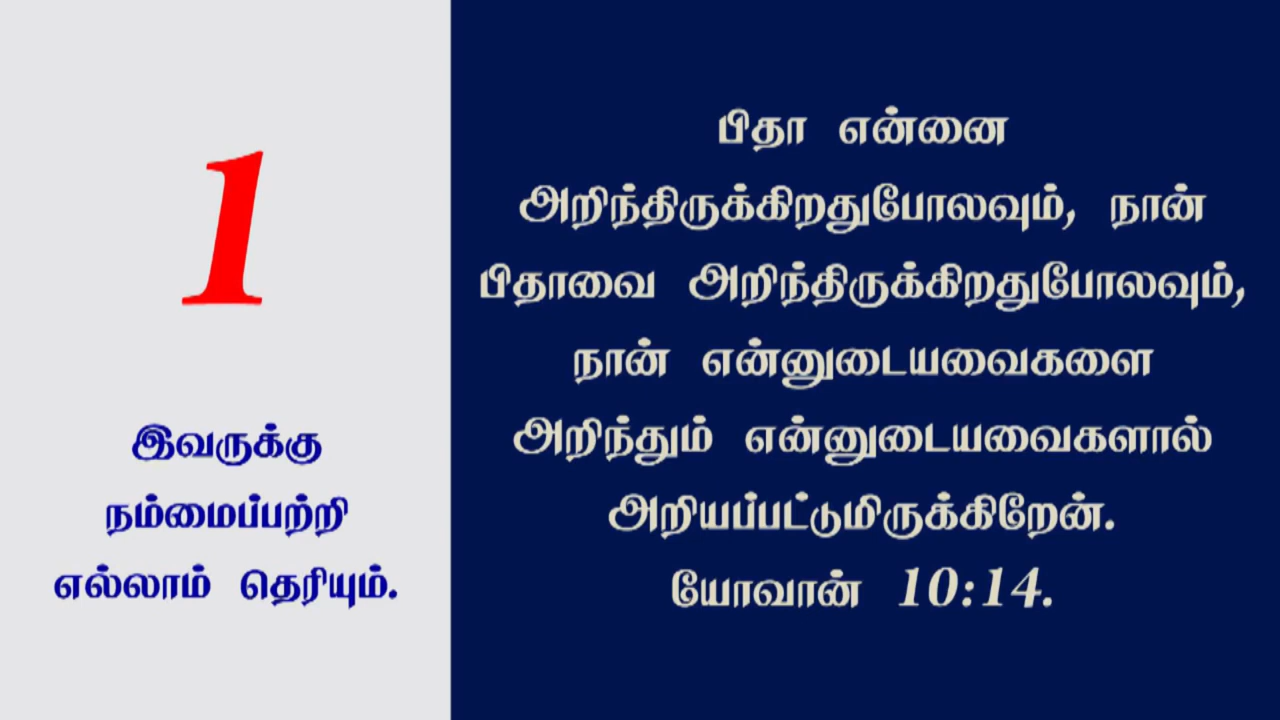 1
இவருக்கு
நம்மைப்பற்றி
எல்லாம் தெரியும்.
பிதா என்னை
அறிந்திருக்கிறதுபோலவும், நான்
பிதாவை அறிந்திருக்கிறதுபோலவும்,
நான் என்னுடையவைகளை
அறிந்தும் என்னுடையவைகளால்
அறியப்பட்டுமிருக்கிறேன்.
யோவான் 10:14.